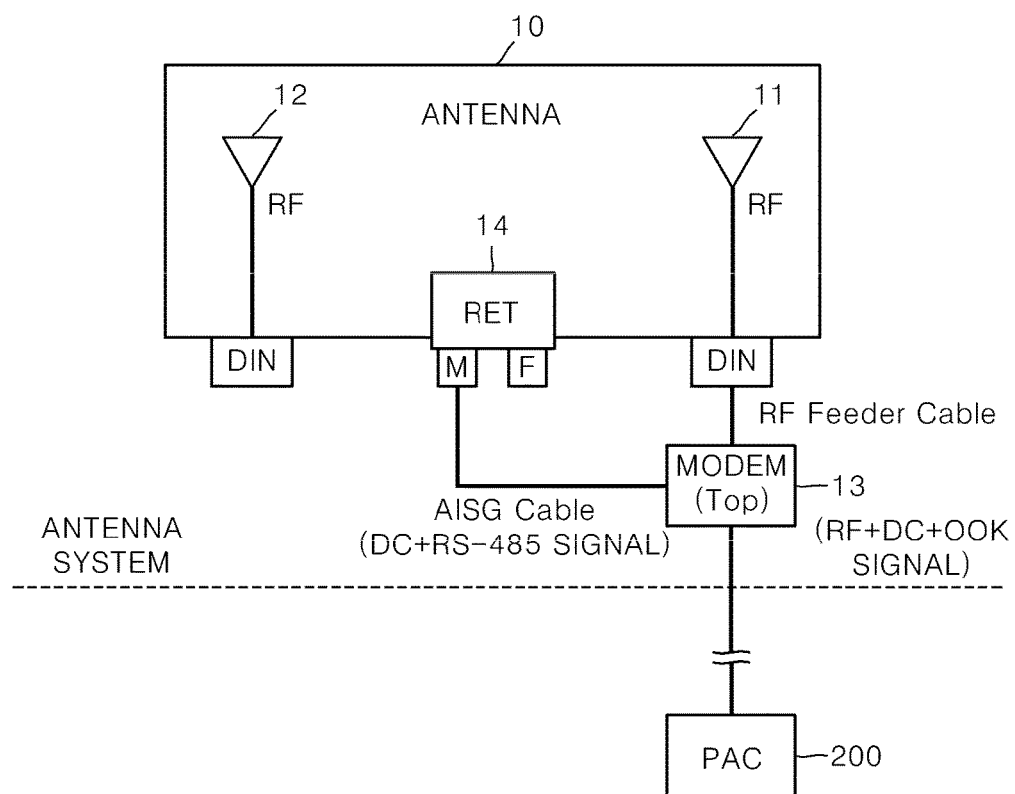 10
12
ANTENNA
11
RF
RF
14
RET
DIN
M
F
DIN
RF Feeder Cable
MODEM
(Top)
13
AISG Cable
(DC+RS-485 SIGNAL)
(RF+DC+OOK
SIGNAL)
ANTENNA
SYSTEM
PAC
200